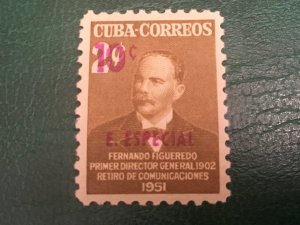 CUBA-CORREOS
10¢
E. ESPECIAL
FERNANDO FIGUEREDO
PRIMER DIRECTOR GENERAL 1902
RETIRO DE COMUNICACIONES
1951